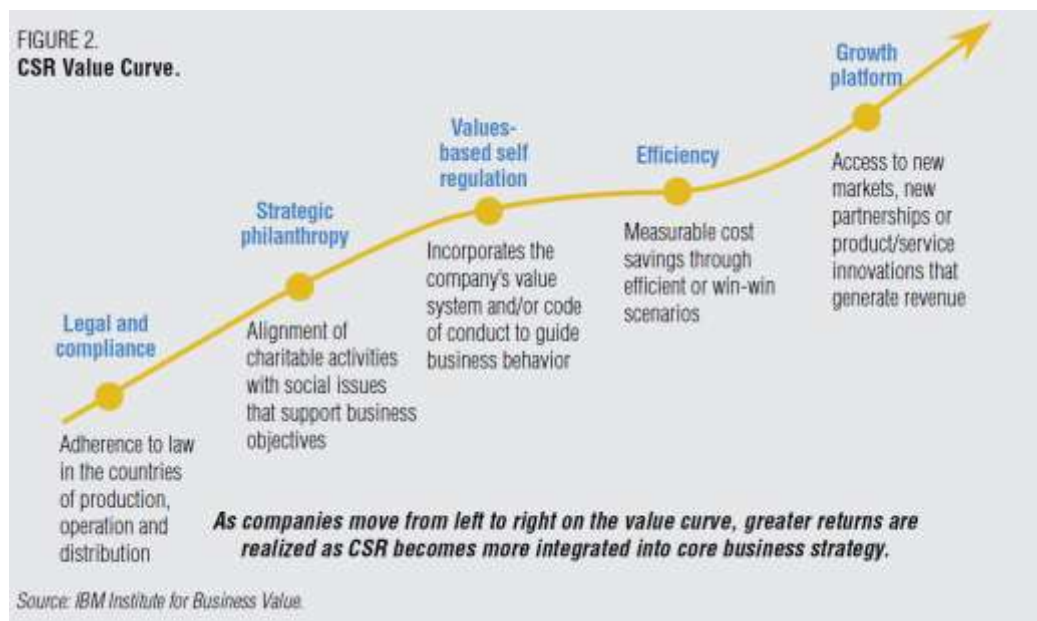 FIGURE 2.
CSR Value Curve.
Legal and
compliance
Adherence to law
in the countries
of production,
operation and
distribution
Strategic
philanthropy
Alignment of
charitable activities
with social issues
that support business
objectives
Values-
based self
regulation
Incorporates the
company's value
system and/or code
of conduct to guide
business behavior
Efficiency
Measurable cost
savings through
efficient or win-win
scenarios
Growth
platform
Access to new
markets, new
partnerships or
product/service
innovations that
generate revenue
As companies move from left to right on the value curve, greater returns are
realized as CSR becomes more integrated into core business strategy.
Source: IBM Institute for Business Value.